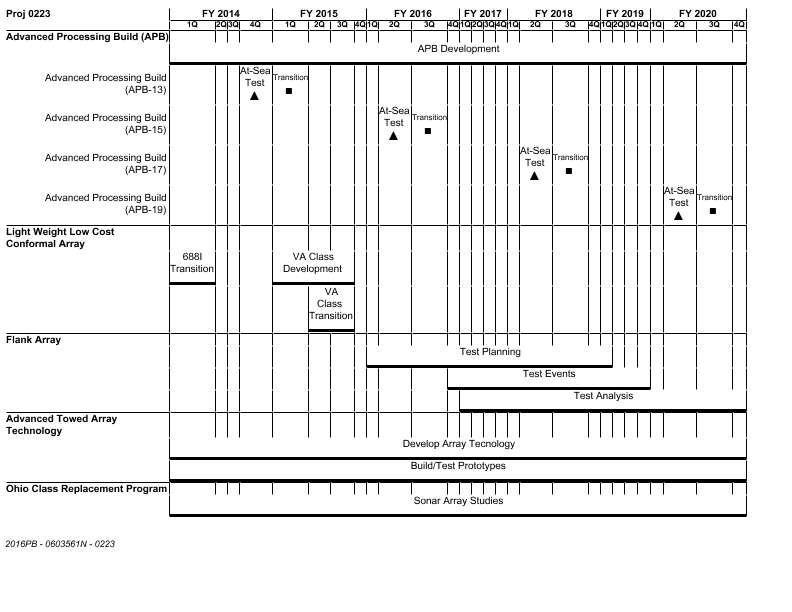 Proj 0223
FY 2014 FY 2015 FY 2016 FY 2017 FY 2018 FY 2019 FY 2020
1Q 2Q 3Q 4Q 1Q 2Q 3Q 4Q 1Q 2Q 3Q 4Q 1Q 2Q 3Q 4Q 1Q 2Q 3Q 4Q 1Q 2Q 3Q 4Q 1Q 2Q 3Q 4Q
Advanced Processing Build (APB)
APB Development
Advanced Processing Build
(APB-13)
At-Sea
Test
Transition
Advanced Processing Build
(APB-15)
At-Sea
Test
Transition
Advanced Processing Build
(APB-17)
At-Sea
Test
Transition
Advanced Processing Build
(APB-19)
At-Sea
Test
Transition
Light Weight Low Cost
Conformal Array
688I
Transition
VA Class
Development
VA
Class
Transition
Flank Array
Test Planning
Test Events
Test Analysis
Advanced Towed Array
Technology
Develop Array Tecnology
Build/Test Prototypes
Ohio Class Replacement Program
Sonar Array Studies
2016PB - 0603561N - 0223